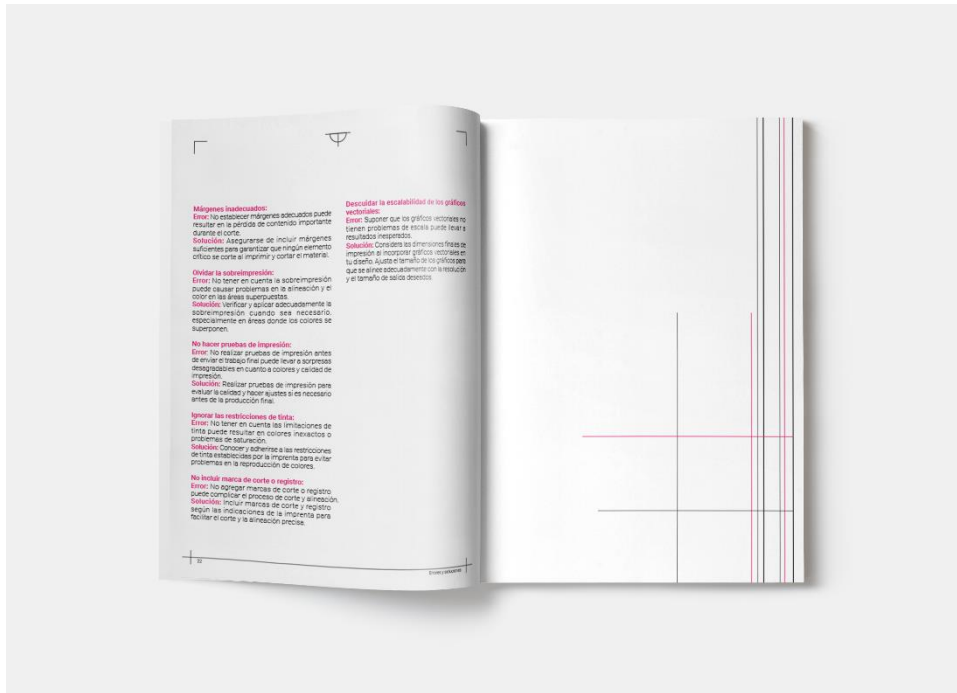 Márgenes inadecuados:
Error: No establecer márgenes adecuados puede
resultar en la pérdida de contenido importante
durante el corte.
Solución: Asegurarse de incluir márgenes
suficientes para garantizar que ningún elemento
crítico se corte al imprimir y cortar el material.
Olvidar la sobreimpresión:
Error: No tener en cuenta la sobreimpresión
puede causar problemas en la alineación y el
color en las áreas superpuestas.
Solución: Verificar y aplicar adecuadamente la
sobreimpresión cuando sea necesario,
especialmente en áreas donde los colores se
superponen.
No hacer pruebas de impresión:
Error: No realizar pruebas de impresión antes
de enviar el trabajo final puede llevar a sorpresas
desagradables en cuanto a colores y calidad de
impresión.
Solución: Realizar pruebas de impresión para
evaluar la calidad y hacer ajustes si es necesario
antes de la producción final.
Ignorar las restricciones de tinta:
Error: No tener en cuenta las limitaciones de
tinta puede resultar en colores inexactos o
problemas de saturación.
Solución: Conocer y adherirse a las restricciones
de tinta establecidas por la imprenta para evitar
problemas en la reproducción de colores.
No incluir marca de corte o registro:
Error: No agregar marcas de corte o registro
puede complicar el proceso de corte y alineación.
Solución: Incluir marcas de corte y registro
según las indicaciones de la imprenta para
facilitar el corte y la alineación precisa.
Descuidar la escalabilidad de los gráficos
vectoriales:
Error: Suponer que los gráficos vectoriales no
tienen problemas de escala puede llevar a
resultados inesperados.
Solución: Considera las dimensiones finales de
impresión al incorporar gráficos vectoriales en
tu diseño. Ajusta el tamaño de los gráficos para
que se alinee adecuadamente con la resolución
y el tamaño de salida deseados.
Errores y soluciones